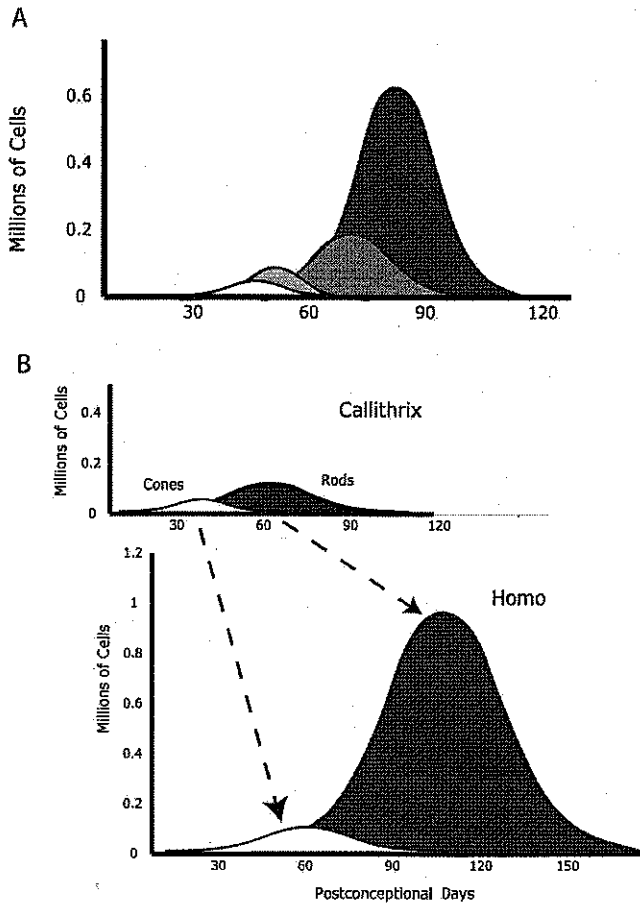 A
Millions of Cells
0.6
0.4
0.2
0
30 60 90 120
B
Millions of Cells
Callithrix
0.4
0.2
0
Cones Rods
30 60 90 120
Homo
Millions of Cells
1.2
1
0.8
0.6
0.4
0.2
0
30 60 90 120 150
Postconceptional Days